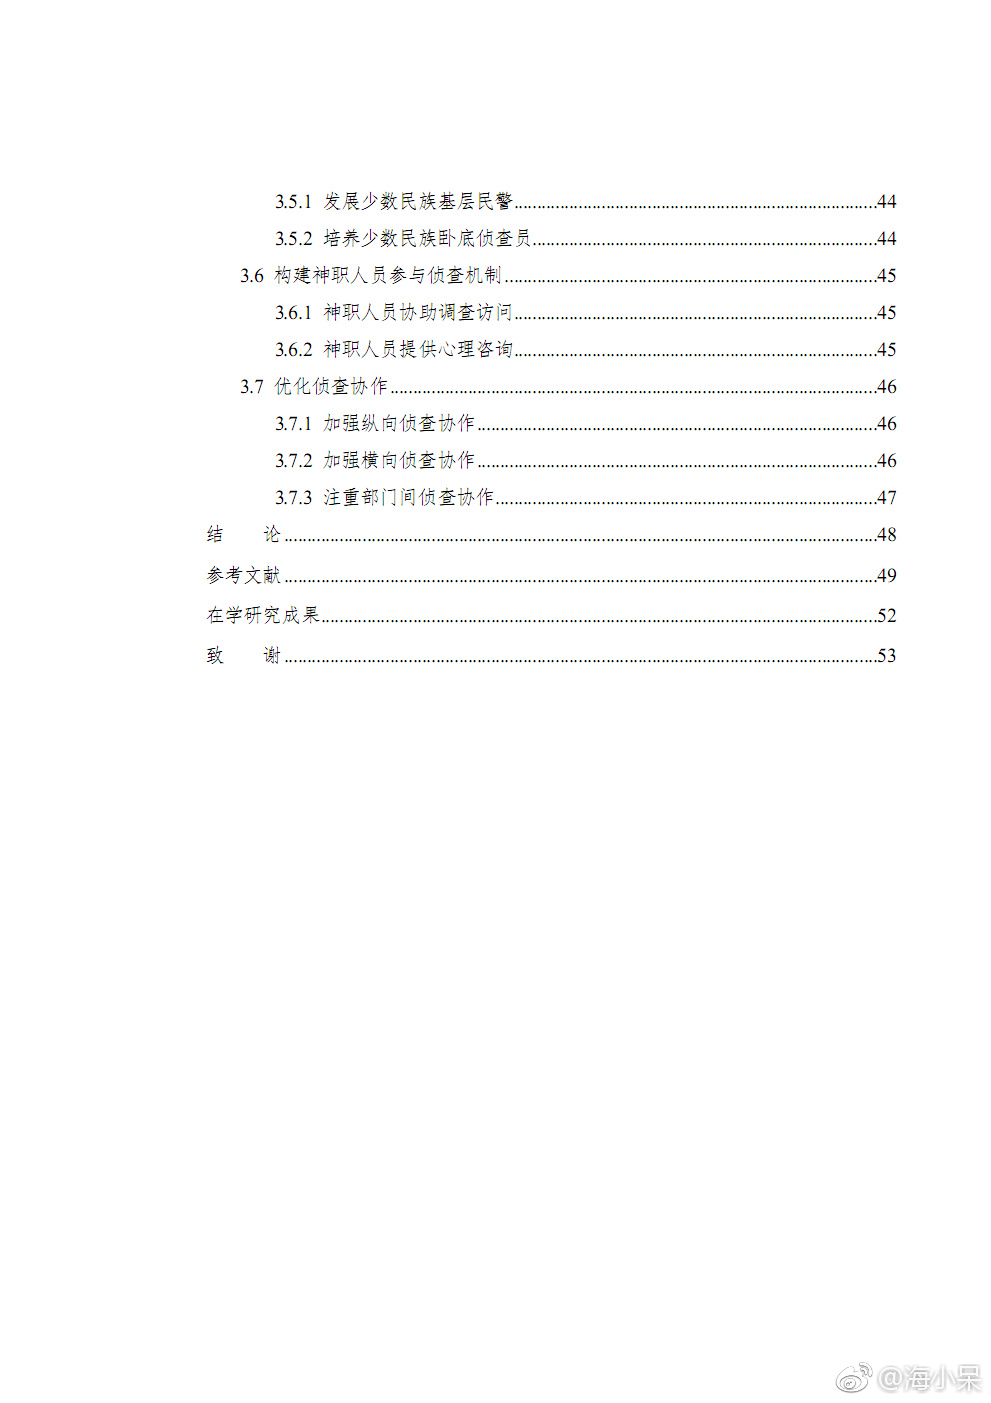 3.5.1 发展少数民族基层民警........................................44
3.5.2 培养少数民族卧底侦查员........................................44
3.6 构建神职人员参与侦查机制........................................45
3.6.1 神职人员协助调查访问........................................45
3.6.2 神职人员提供心理咨询........................................45
3.7 优化侦查协作........................................46
3.7.1 加强纵向侦查协作........................................46
3.7.2 加强横向侦查协作........................................46
3.7.3 注重部门间侦查协作........................................47
结 论........................................48
参考文献........................................49
在学研究成果........................................52
致 谢........................................53
@海小呆